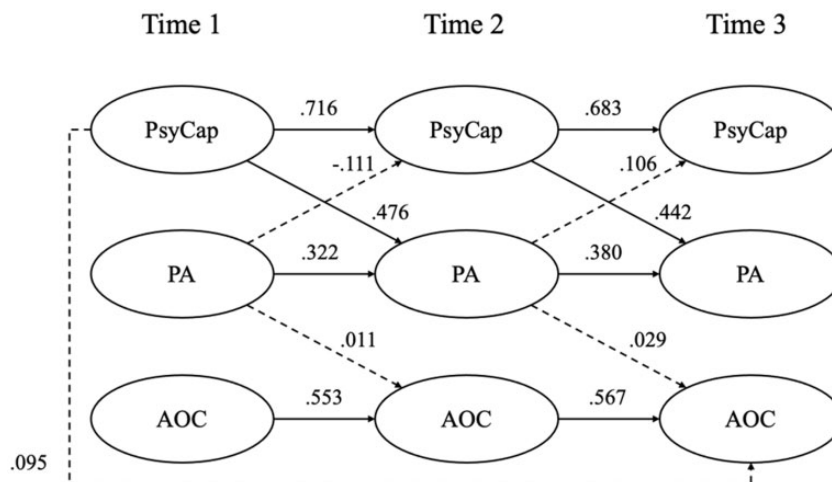 Time 1 Time 2 Time 3
.716 .683
PsyCap PsyCap PsyCap
-.111 .106
.476 .442
.322 .380
PA PA PA
.011 .029
.553 .567
AOC AOC AOC
.095